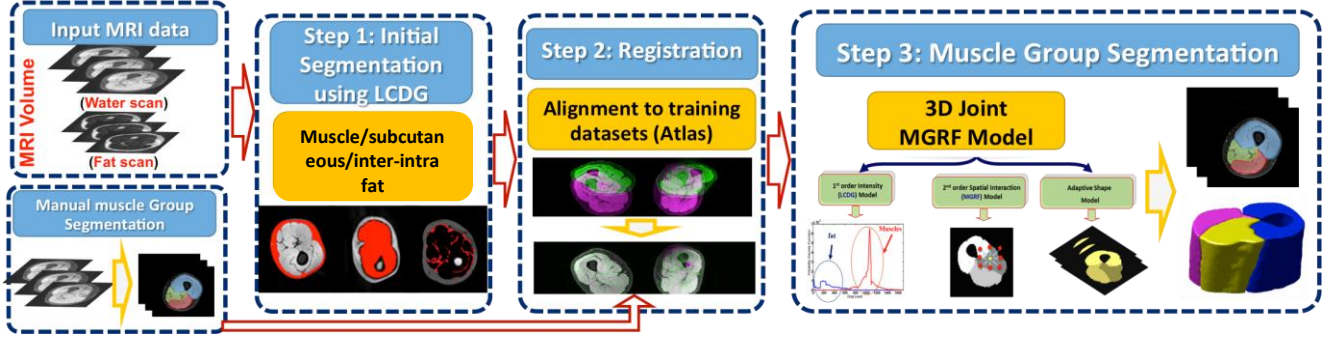 Input MRI data
MRI Volume
(Water scan)
(Fat scan)
Manual muscle Group
Segmentation
Step 1: Initial
Segmentation
using LCDG
Muscle/subcutan
eous/inter-intra
fat
Step 2: Registration
Alignment to training
datasets (Atlas)
Step 3: Muscle Group Segmentation
3D Joint
MGRF Model
1st order Intensity
(LCDG) Model
2nd order Spatial Interaction
(MGRF) Model
Adaptive Shape
Model
fat
Muscles